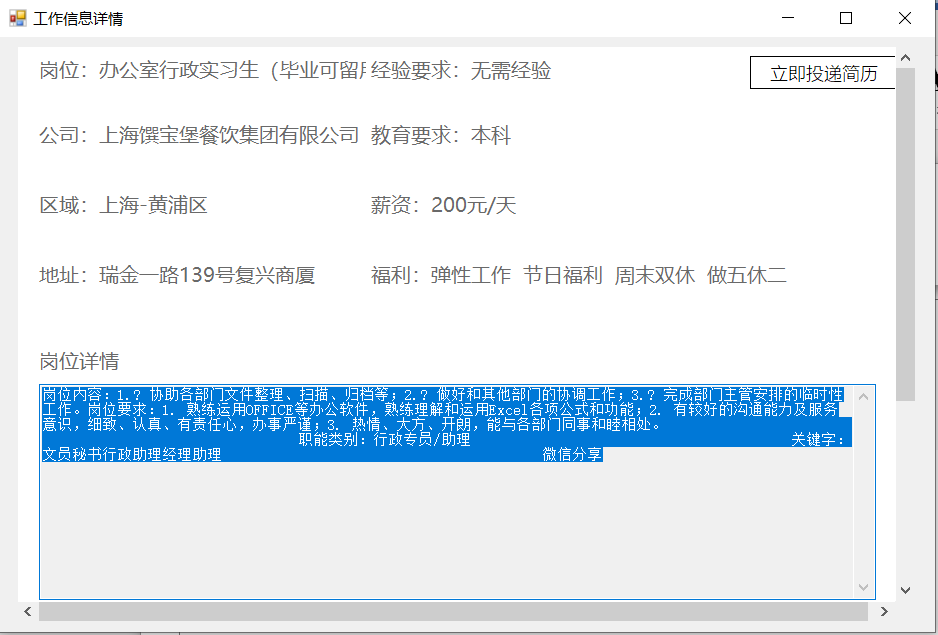 工作信息详情
岗位：办公室行政实习生（毕业可留 经验要求：无需经验 立即投递简历
公司：上海馔宝堡餐饮集团有限公司 教育要求：本科
区域：上海-黄浦区 薪资：200元/天
地址：瑞金一路139号复兴商厦 福利：弹性工作 节日福利 周末双休 做五休二
岗位详情
岗位内容：1.? 协助各部门文件整理、扫描、归档等；2.? 做好和其他部门的协调工作；3.? 完成部门主管安排的临时性
工作。岗位要求：1. 熟练运用OFFICE等办公软件，熟练理解和运用Excel各项公式和功能；2. 有较好的沟通能力及服务
意识，细致、认真、有责任心，办事严谨；3. 热情、大方、开朗，能与各部门同事和睦相处。
职能类别：行政专员/助理 关键字：
文员秘书行政助理经理助理 微信分享